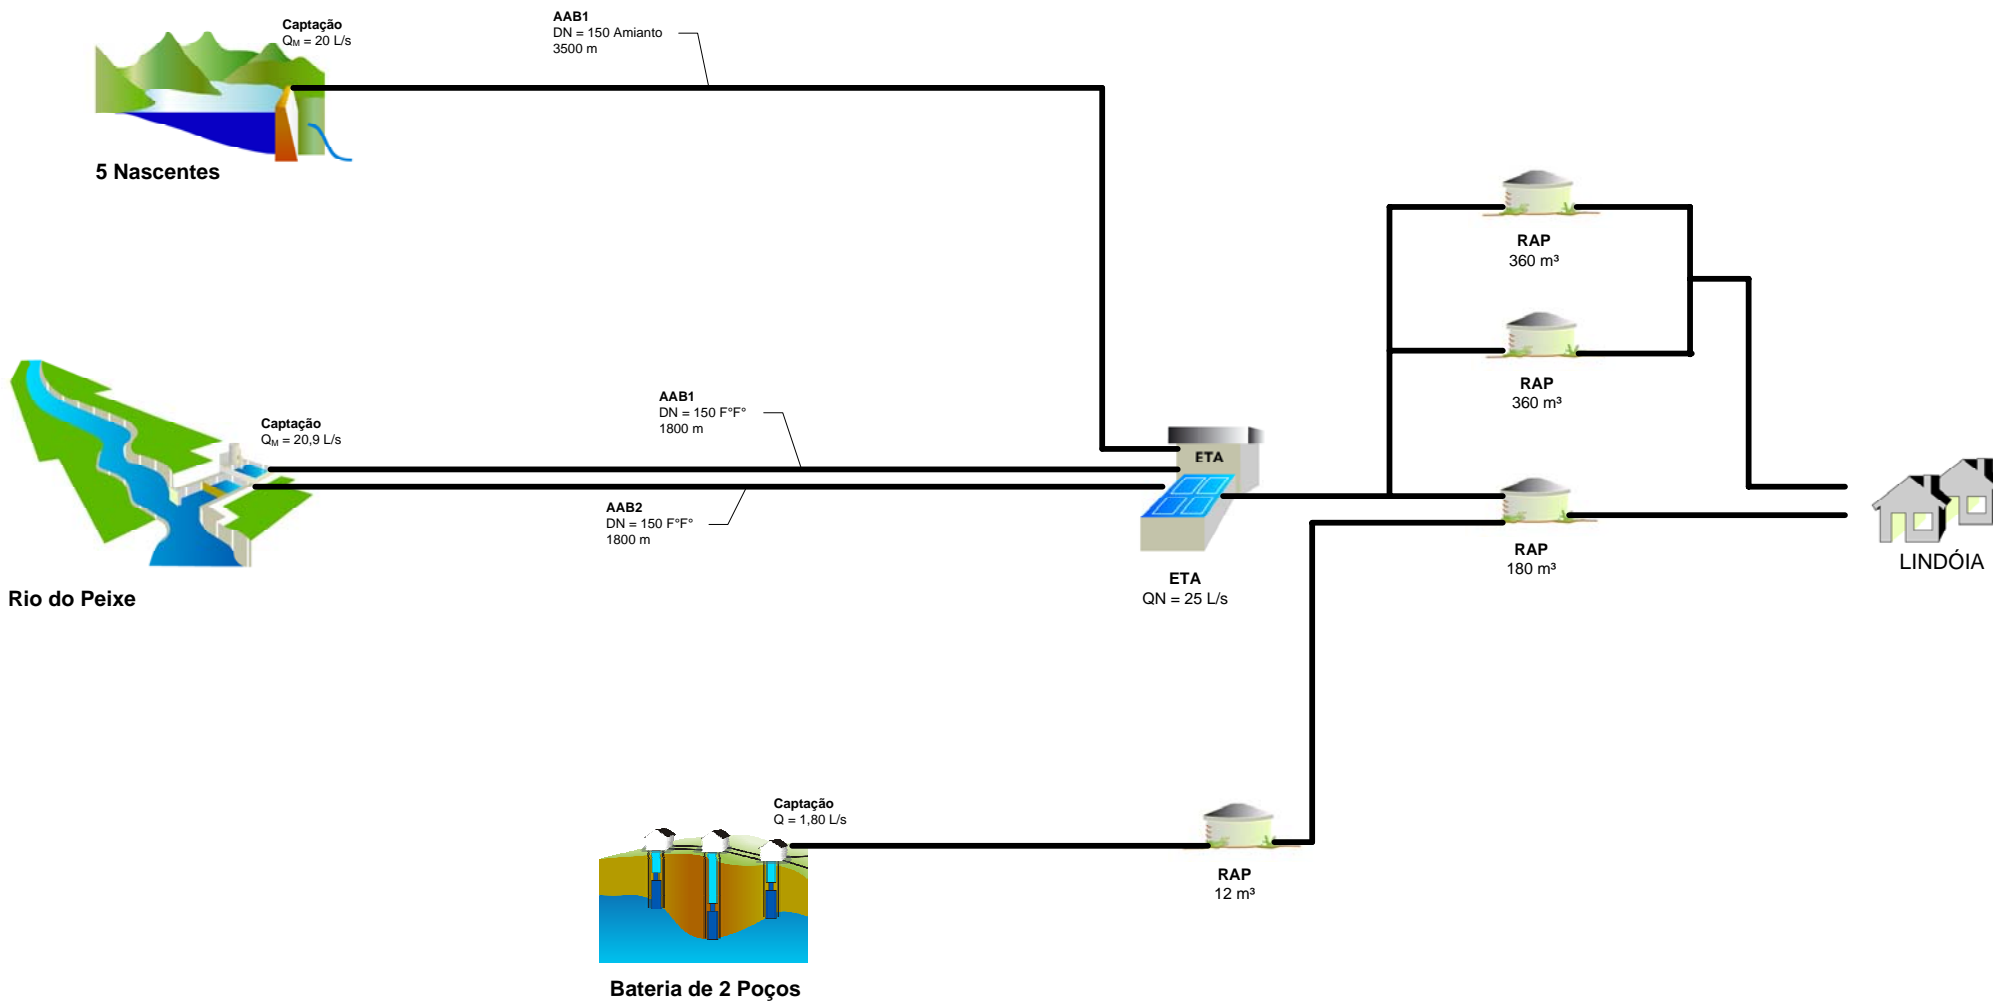 Captação
QM = 20 L/s
AAB1
DN = 150 Amianto
3500 m
5 Nascentes
RAP
360 m³
RAP
360 m³
AAB1
DN = 150 F°F°
1800 m
Captação
QM = 20,9 L/s
ETA
AAB2
DN = 150 F°F°
1800 m
RAP
180 m³
LINDÓIA
ETA
QN = 25 L/s
Rio do Peixe
Captação
Q = 1,80 L/s
RAP
12 m³
Bateria de 2 Poços